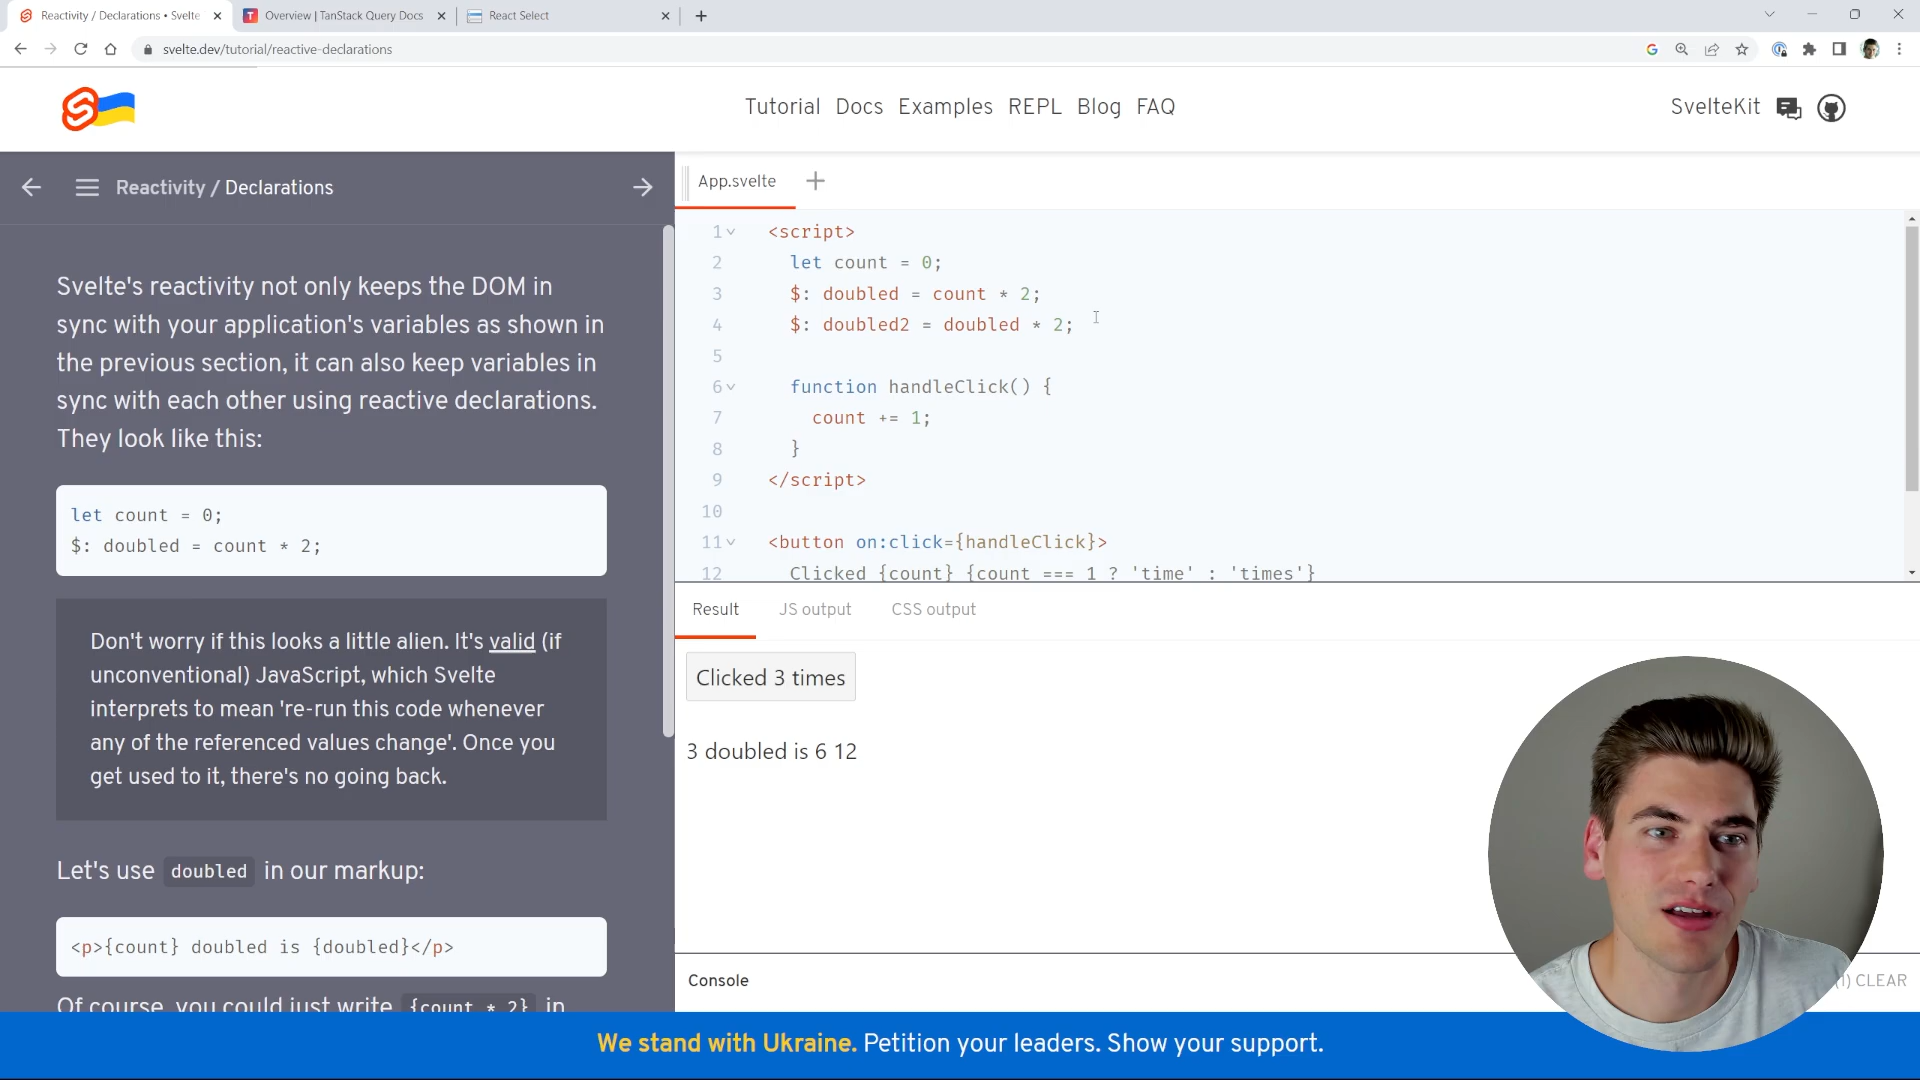 Reactivity / Declarations • Svelte
Overview | TanStack Query Docs
React Select
svelte.dev/tutorial/reactive-declarations
Tutorial Docs Examples REPL Blog FAQ
SvelteKit
Reactivity / Declarations
Svelte's reactivity not only keeps the DOM in
sync with your application's variables as shown in
the previous section, it can also keep variables in
sync with each other using reactive declarations.
They look like this:
let count = 0;
$: doubled = count * 2;
Don't worry if this looks a little alien. It's valid (if
unconventional) JavaScript, which Svelte
interprets to mean 're-run this code whenever
any of the referenced values change'. Once you
get used to it, there's no going back.
Let's use doubled in our markup:
<p>{count} doubled is {doubled}</p>
Of course, you could just write {count * 2} in
App.svelte
1 <script>
2 let count = 0;
3 $: doubled = count * 2;
4 $: doubled2 = doubled * 2;
5
6 function handleClick() {
7 count += 1;
8 }
9 </script>
10
11 <button on:click={handleClick}>
12 Clicked {count} {count === 1 ? 'time' : 'times'}
Result JS output CSS output
Clicked 3 times
3 doubled is 6 12
Console
CLEAR
We stand with Ukraine. Petition your leaders. Show your support.